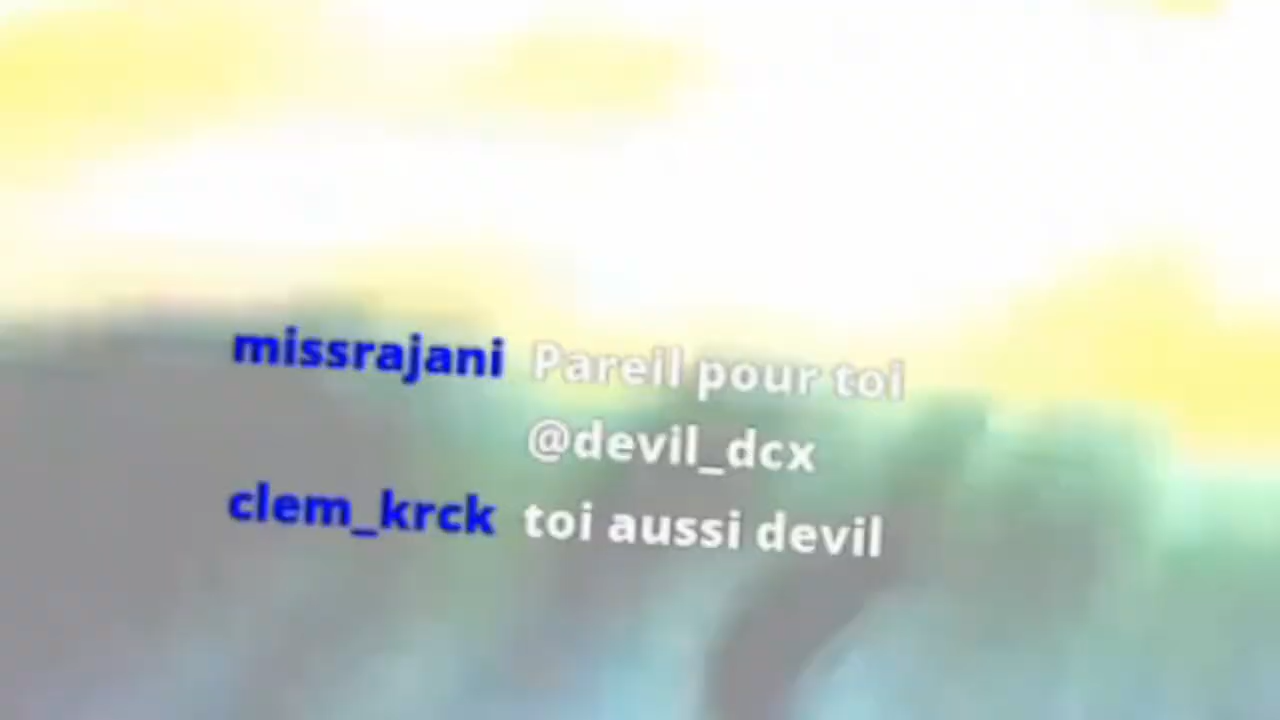 missrajani Pareil pour toi
@devil_dcx
clem_krck toi aussi devil